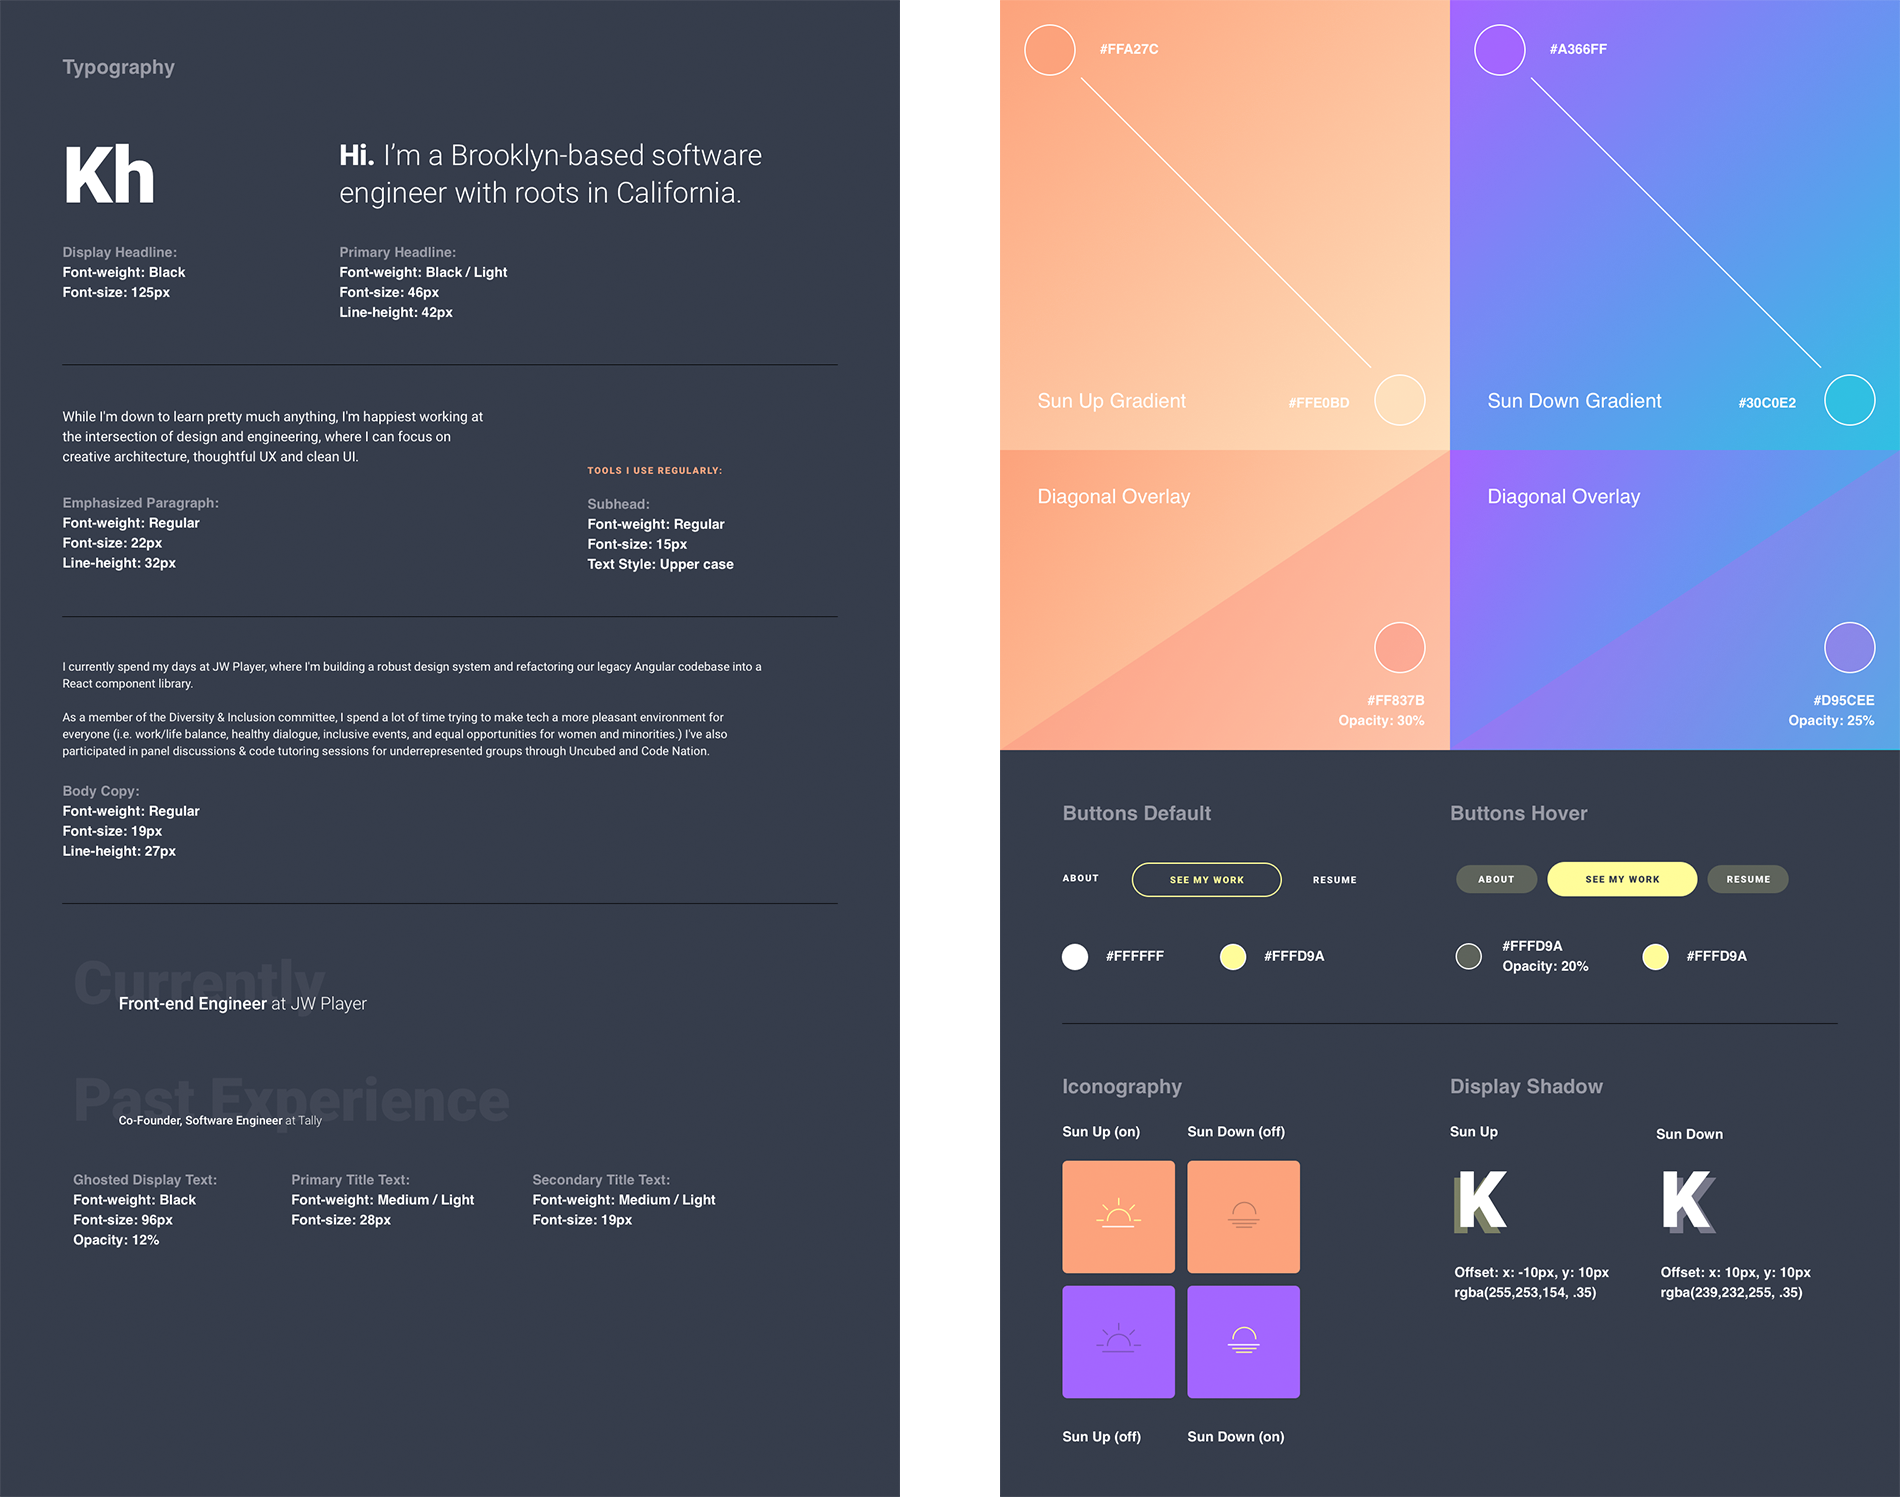 Typography
Kh
Hi. I'm a Brooklyn-based software
engineer with roots in California.
Display Headline:
Font-weight: Black
Font-size: 125px
Primary Headline:
Font-weight: Black / Light
Font-size: 46px
Line-height: 42px
While I'm down to learn pretty much anything, I'm happiest working at
the intersection of design and engineering, where I can focus on
creative architecture, thoughtful UX and clean UI.
Emphasized Paragraph:
Font-weight: Regular
Font-size: 22px
Line-height: 32px
TOOLS I USE REGULARLY:
Subhead:
Font-weight: Regular
Font-size: 15px
Text Style: Upper case
I currently spend my days at JW Player, where I'm building a robust design system and refactoring our legacy Angular codebase into a
React component library.
As a member of the Diversity & Inclusion committee, I spend a lot of time trying to make tech a more pleasant environment for
everyone (i.e. work/life balance, healthy dialogue, inclusive events, and equal opportunities for women and minorities.) I've also
participated in panel discussions & code tutoring sessions for underrepresented groups through Uncubed and Code Nation.
Body Copy:
Font-weight: Regular
Font-size: 19px
Line-height: 27px
Currently
Front-end Engineer at JW Player
Past Experience
Co-Founder, Software Engineer at Tally
Ghosted Display Text:
Font-weight: Black
Font-size: 96px
Opacity: 12%
Primary Title Text:
Font-weight: Medium / Light
Font-size: 28px
Secondary Title Text:
Font-weight: Medium / Light
Font-size: 19px
#FFA27C
Sun Up Gradient
#FFE0BD
#A366FF
Sun Down Gradient
#30C0E2
Diagonal Overlay
#FF837B
Opacity: 30%
Diagonal Overlay
#D95CEE
Opacity: 25%
Buttons Default
ABOUT
SEE MY WORK
RESUME
#FFFFFF
#FFFD9A
Buttons Hover
ABOUT
SEE MY WORK
RESUME
#FFFD9A
Opacity: 20%
#FFFD9A
Iconography
Sun Up (on)
Sun Down (off)
Sun Up (off)
Sun Down (on)
Display Shadow
Sun Up
K
Offset: x: -10px, y: 10px
rgba(255,253,154, .35)
Sun Down
K
Offset: x: 10px, y: 10px
rgba(239,232,255, .35)